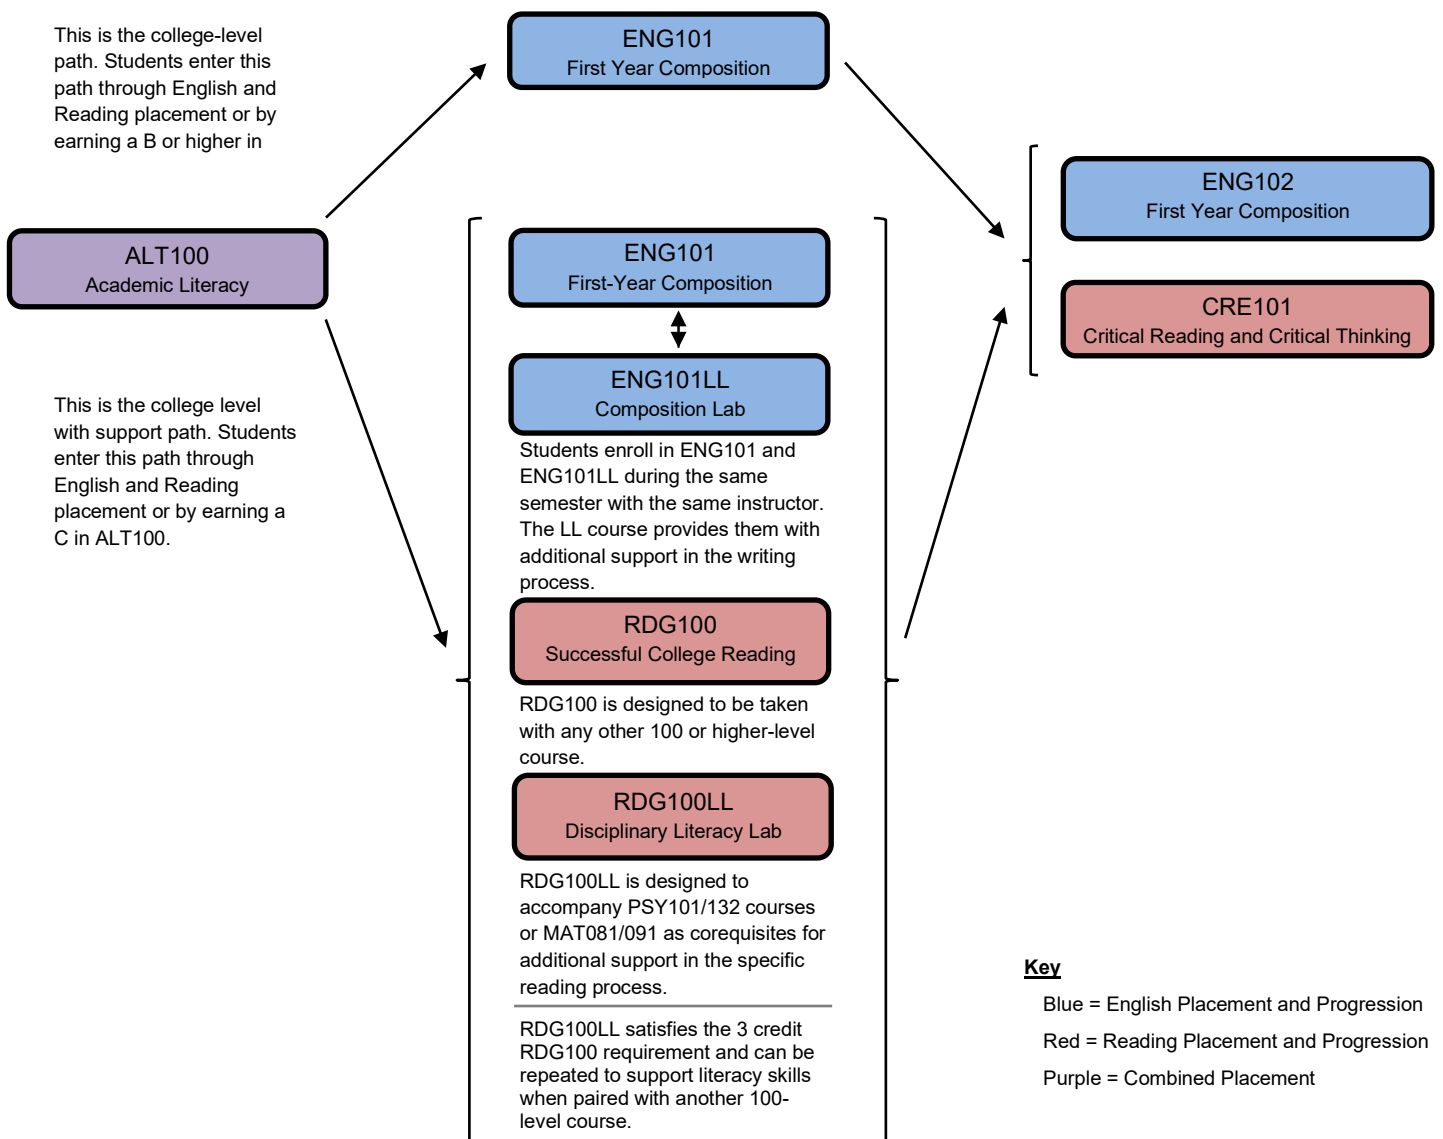 This is the college-level
path. Students enter this
path through English and
Reading placement or by
earning a B or higher in
ENG101
First Year Composition
ENG102
First Year Composition
ALT100
Academic Literacy
ENG101
First-Year Composition
CRE101
Critical Reading and Critical Thinking
ENG101LL
Composition Lab
This is the college level
with support path. Students
enter this path through
English and Reading
placement or by earning a
C in ALT100.
Students enroll in ENG101 and
ENG101LL during the same
semester with the same instructor.
The LL course provides them with
additional support in the writing
process.
RDG100
Successful College Reading
RDG100 is designed to be taken
with any other 100 or higher-level
course.
RDG100LL
Disciplinary Literacy Lab
RDG100LL is designed to
accompany PSY101/132 courses
or MAT081/091 as corequisites for
additional support in the specific
reading process.
RDG100LL satisfies the 3 credit
RDG100 requirement and can be
repeated to support literacy skills
when paired with another 100-
level course.
Key
Blue = English Placement and Progression
Red = Reading Placement and Progression
Purple = Combined Placement